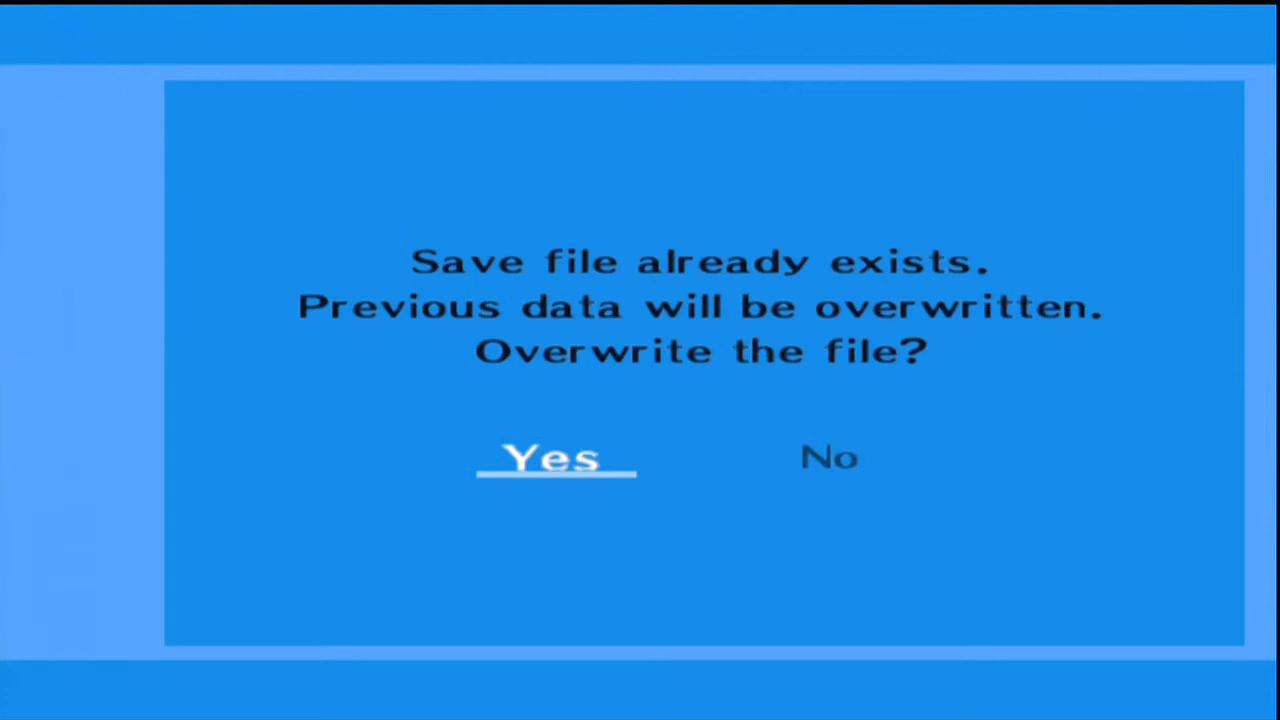 Save file already exists.
Previous data will be overwritten.
Overwrite the file?
Yes No